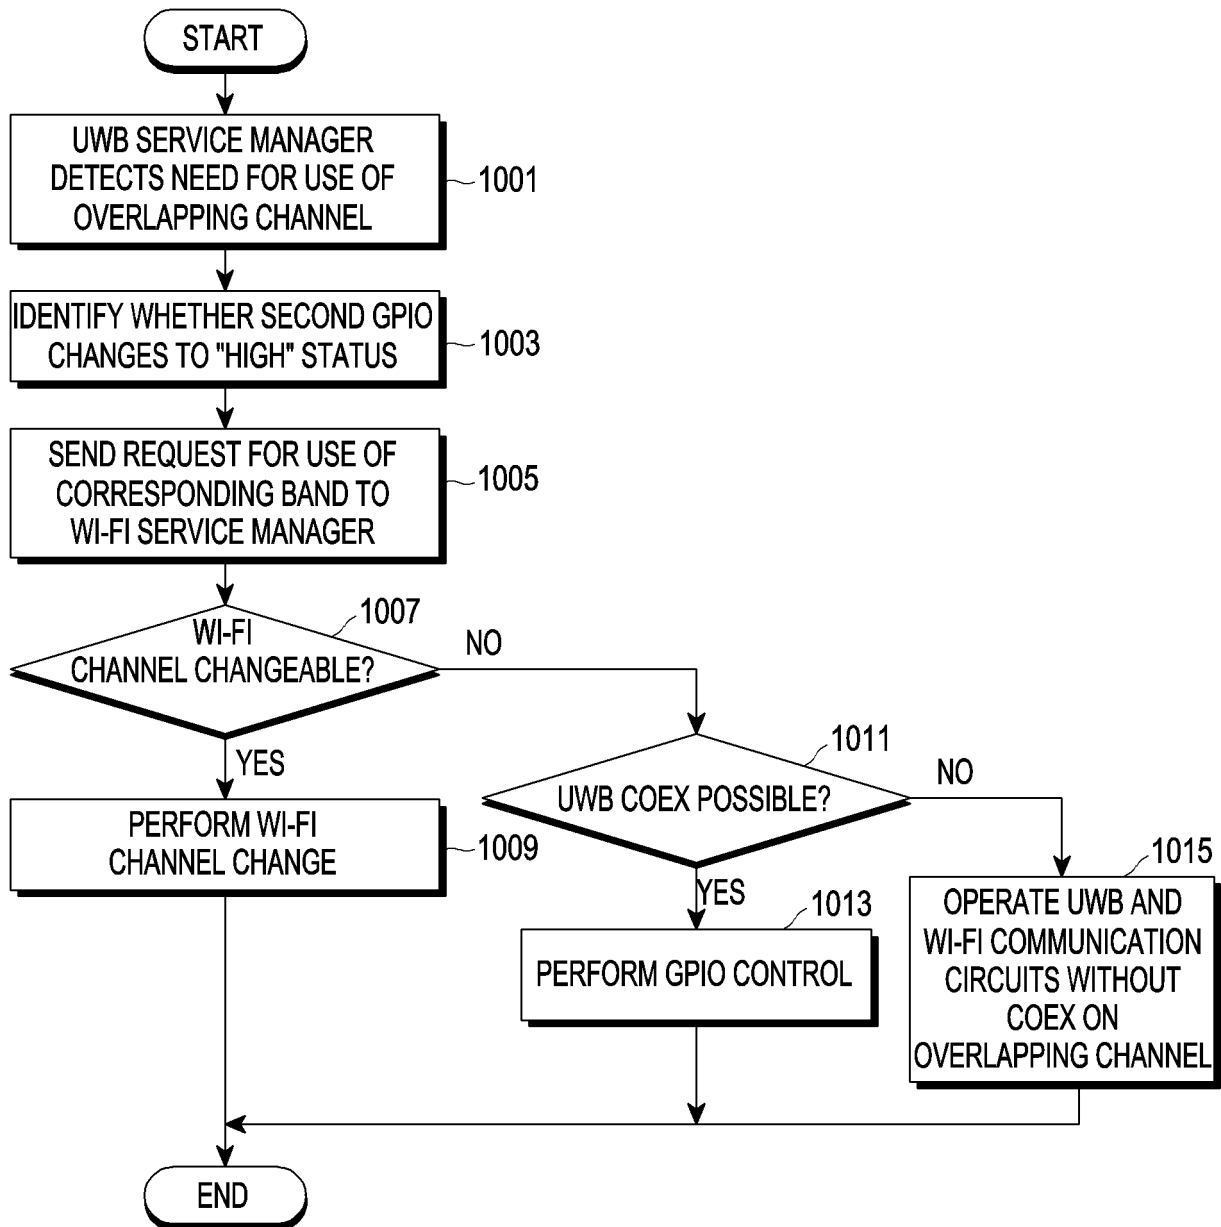 START
UWB SERVICE MANAGER
DETECTS NEED FOR USE OF
OVERLAPPING CHANNEL
1001
IDENTIFY WHETHER SECOND GPIO
CHANGES TO "HIGH" STATUS
1003
SEND REQUEST FOR USE OF
CORRESPONDING BAND TO
WI-FI SERVICE MANAGER
1005
WI-FI
CHANNEL CHANGEABLE?
1007
NO
YES
PERFORM WI-FI
CHANNEL CHANGE
1009
UWB COEX POSSIBLE?
1011
NO
YES
PERFORM GPIO CONTROL
1013
OPERATE UWB AND
WI-FI COMMUNICATION
CIRCUITS WITHOUT
COEX ON
OVERLAPPING CHANNEL
1015
END